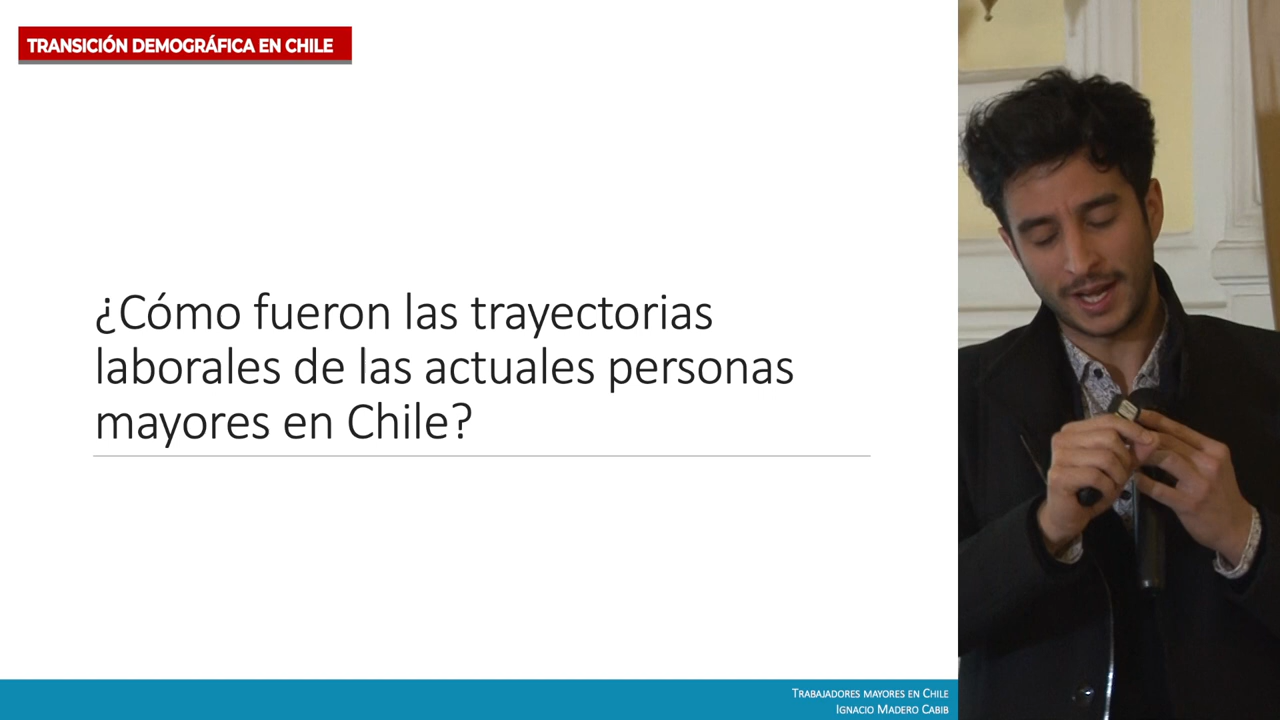 TRANSICIÓN DEMOGRÁFICA EN CHILE
¿Cómo fueron las trayectorias
laborales de las actuales personas
mayores en Chile?
TRABAJADORES MAYORES EN CHILE
IGNACIO MADERO CABIB